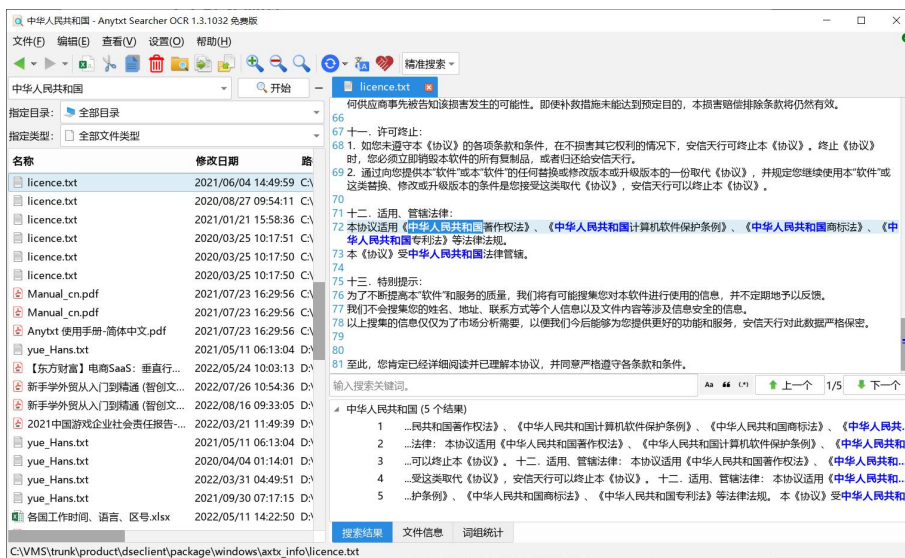 中华人民共和国 - Anytxt Searcher OCR 1.3.1032 免费版
文件(F) 编辑(E) 查看(V) 设置(O) 帮助(H)
精准搜索
中华人民共和国 开始
指定目录: 全部目录
指定类型: 全部文件类型
名称 修改日期 路
licence.txt 2021/06/04 14:49:59 C:\
licence.txt 2020/08/27 09:54:11 C:\
licence.txt 2021/01/21 15:58:36 C:\
licence.txt 2020/03/25 10:17:51 C:\
licence.txt 2020/03/25 10:17:50 C:\
licence.txt 2020/03/25 10:17:50 C:\
Manual_cn.pdf 2021/07/23 16:29:56 C:\
Manual_cn.pdf 2021/07/23 16:29:56 C:\
Anytxt 使用手册-简体中文.pdf 2021/07/23 16:29:56 C:\
yue_Hans.txt 2021/05/11 06:13:04 D:\
【东方财富】电商SaaS：垂直行... 2022/05/24 10:03:13 D:\
新手学外贸从入门到精通 (智创文... 2022/07/26 10:54:36 D:\
新手学外贸从入门到精通 (智创文... 2022/08/16 09:33:05 D:\
2021中国游戏企业社会责任报告-... 2022/03/21 11:49:39 D:\
yue_Hans.txt 2021/05/11 06:13:04 D:\
yue_Hans.txt 2020/04/04 01:14:01 D:\
yue_Hans.txt 2022/03/31 04:49:51 D:\
yue_Hans.txt 2021/09/30 07:17:15 D:\
各国工作时间、语言、区号.xlsx 2022/05/11 14:22:50 D:\
licence.txt
何供应商事先被告知该损害发生的可能性。即使补救措施未能达到预定目的，本损害赔偿排除条款将仍然有效。
66
67 十一．许可终止：
68 1. 如您未遵守本《协议》的各项条款和条件，在不损害其它权利的情况下，安信天行可终止本《协议》。终止《协议》
时，您必须立即销毁本软件的所有复制品，或者归还给安信天行。
69 2. 通过向您提供本"软件"或本"软件"的任何替换或修改版本或升级版本的一份取代《协议》，并规定您继续使用本"软件"或
这类替换、修改或升级版本的条件是您接受这类取代《协议》，安信天行可以终止本《协议》。
70
71 十二．适用、管辖法律：
72 本协议适用《中华人民共和国著作权法》、《中华人民共和国计算机软件保护条例》、《中华人民共和国商标法》、《中
华人民共和国专利法》等法律法规。
73 本《协议》受中华人民共和国法律管辖。
74
75 十三．特别提示：
76 为了不断提高本"软件"和服务的质量，我们将有可能搜集您对本软件进行使用的信息，并不定期地予以反馈。
77 我们不会搜集您的姓名、地址、联系方式等个人信息以及文件内容等涉及信息安全的信息。
78 以上搜集的信息仅仅为了市场分析需要，以便我们今后能够为您提供更好的功能和服务，安信天行对此数据严格保密。
79
80
81 至此，您肯定已经详细阅读并已理解本协议，并同意严格遵守各条款和条件。
输入搜索关键词。 Aa (.*) 上一个 1/5 下一个
中华人民共和国 (5 个结果)
1 ...民共和国著作权法》、《中华人民共和国计算机软件保护条例》、《中华人民共和国商标法》、《中华人民共...
2 ...法律： 本协议适用《中华人民共和国著作权法》、《中华人民共和国计算机软件保护条例》、《中华人民共和
3 ...可以终止本《协议》。 十二．适用、管辖法律： 本协议适用《中华人民共和国著作权法》、《中华人民共和...
4 ...受这类取代《协议》，安信天行可以终止本《协议》。 十二．适用、管辖法律： 本协议适用《中华人民共和...
5 ...护条例》、《中华人民共和国商标法》、《中华人民共和国专利法》等法律法规。 本《协议》受中华人民共和
搜索结果 文件信息 词组统计
C:\VMS\trunk\product\dseclient\package\windows\axtx_info\licence.txt